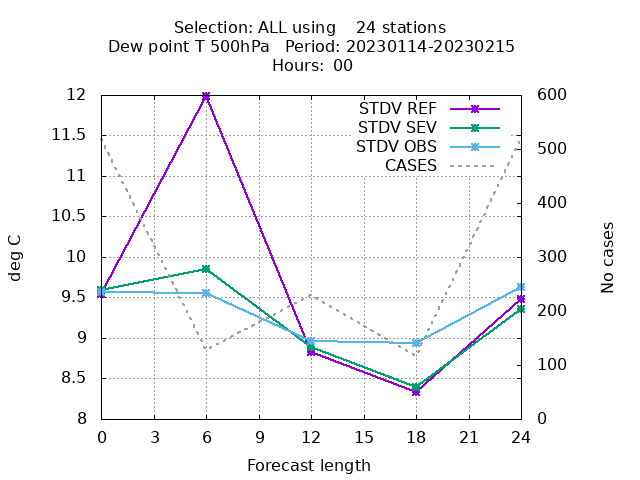 Selection: ALL using    24 stations
Dew point T 500hPa   Period: 20230114-20230215
Hours:  00
STDV REF
STDV SEV
STDV OBS
CASES
12
11.5
11
10.5
10
9.5
9
8.5
8
600
500
400
300
200
100
0
deg C
No cases
0 3 6 9 12 15 18 21 24
Forecast length